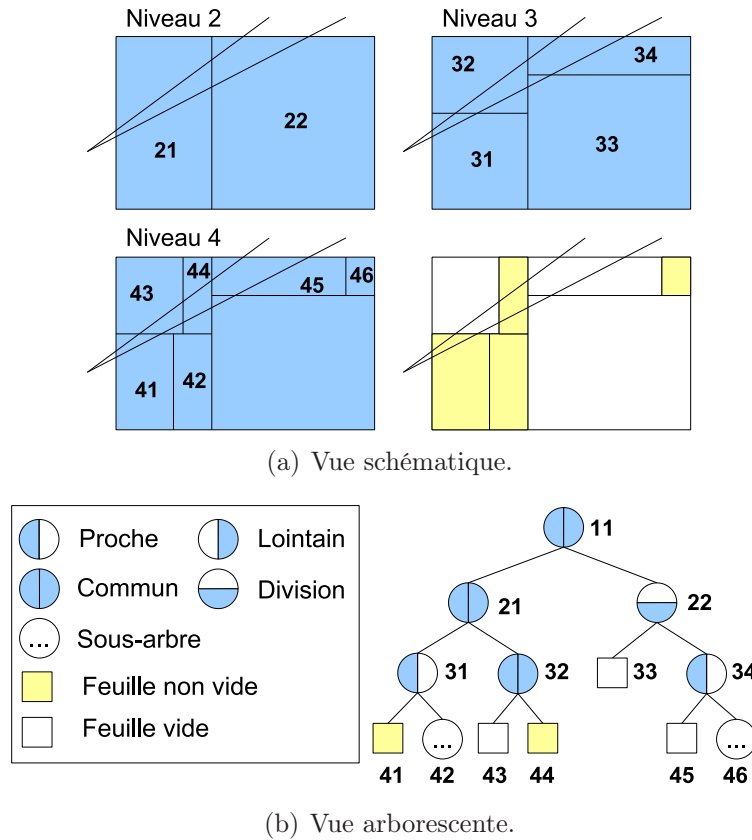 Niveau 2
Niveau 3
21
22
32
34
31
33
Niveau 4
43
44
45
46
41
42
(a) Vue schématique.
Proche
Lointain
Commun
Division
... Sous-arbre
Feuille non vide
Feuille vide
11
21
22
31
32
33
34
...
...
41
42
43
44
45
46
(b) Vue arborescente.